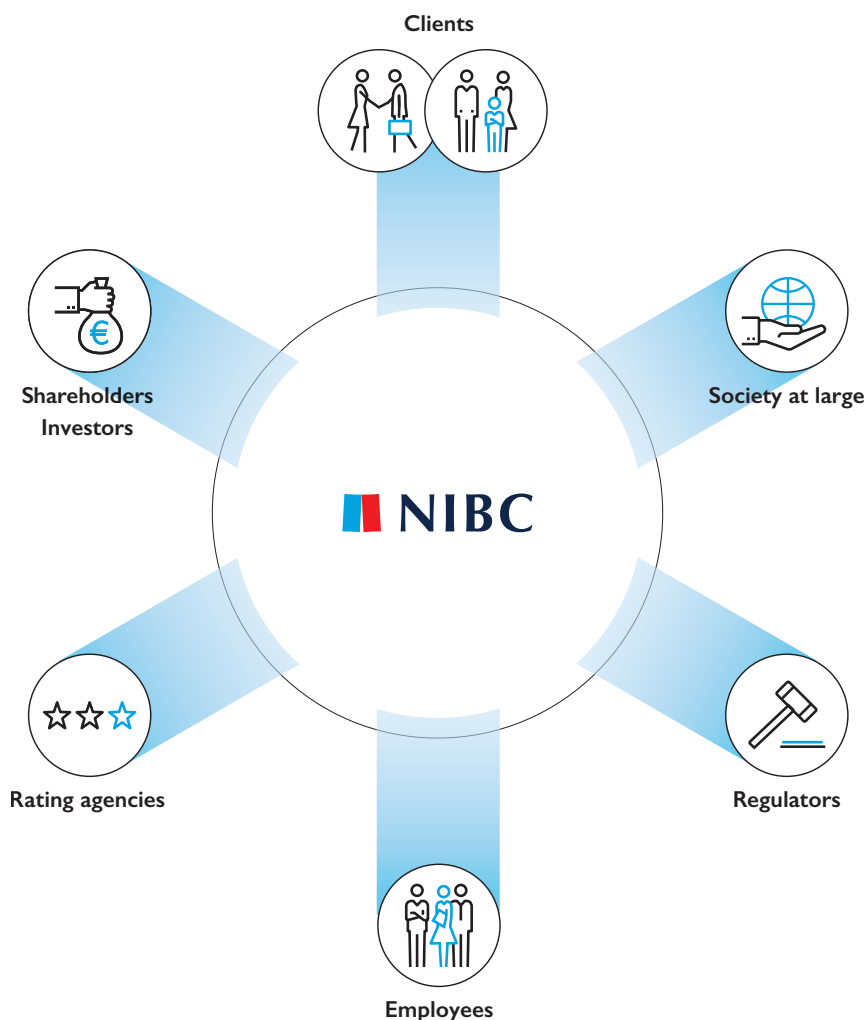 Clients
Shareholders
Investors
Society at large
€
NIBC
Rating agencies
Regulators
Employees